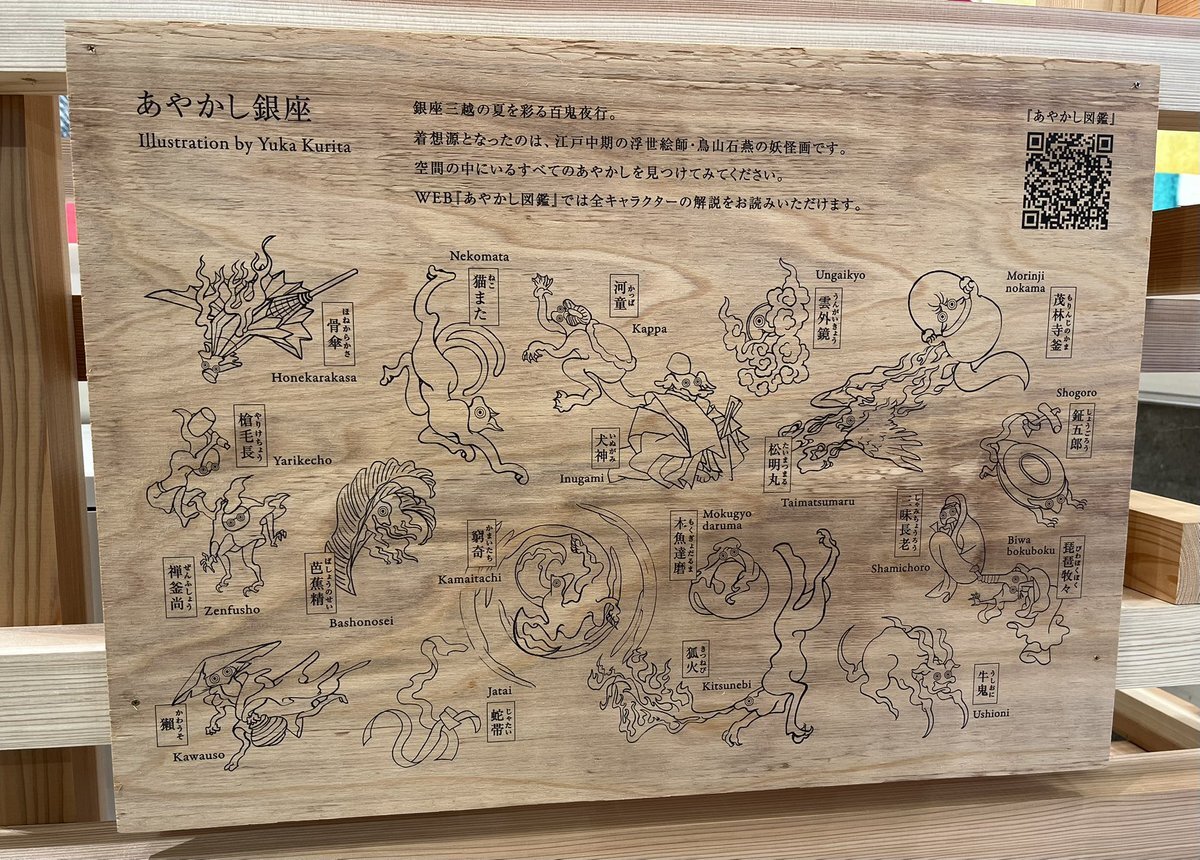 あやかし銀座
Illustration by Yuka Kurita
銀座三越の夏を彩る百鬼夜行。
着想源となったのは、江戸中期の浮世絵師・鳥山石燕の妖怪画です。
空間の中にいるすべてのあやかしを見つけてみてください。
WEB『あやかし図鑑』では全キャラクターの解説をお読みいただけます。
『あやかし図鑑』
骨傘
ほねからかさ
Honekarakasa
Nekomata
猫また
ねこ
河童
かっぱ
Kappa
Ungaikyo
雲外鏡
うんがいきょう
Morinji
nokama
茂林寺釜
もりんじのかま
槍毛長
やりけちょう
Yarikecho
犬神
いぬがみ
Inugami
松明丸
たいまつまる
Taimatsumaru
Shogoro
鉦五郎
しょうごろう
禅釜尚
ぜんふしょう
Zenfusho
芭蕉精
ばしょうのせい
Bashonosei
窮奇
かまいたち
Kamaitachi
Mokugyo
daruma
木魚達磨
もくぎょだるま
三味長老
しゃみちょうろう
Shamichoro
Biwa
bokuboku
琵琶牧々
びわぼくぼく
獺
かわうそ
Kawauso
Jatai
蛇帯
じゃたい
狐火
きつねび
Kitsunebi
牛鬼
うしおに
Ushioni